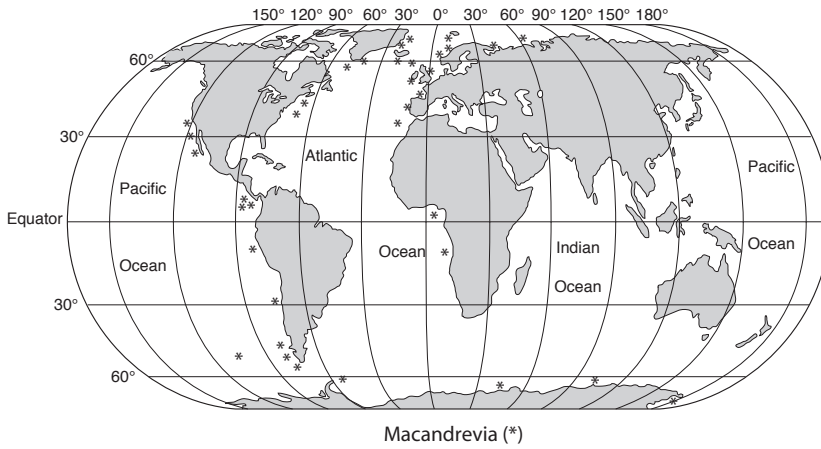 150° 120° 90° 60° 30° 0° 30° 60° 90° 120° 150° 180°
60°
30°
Atlantic
Pacific
Pacific
Equator
Ocean
Indian
Ocean
Ocean
Ocean
30°
60°
Macandrevia (*)